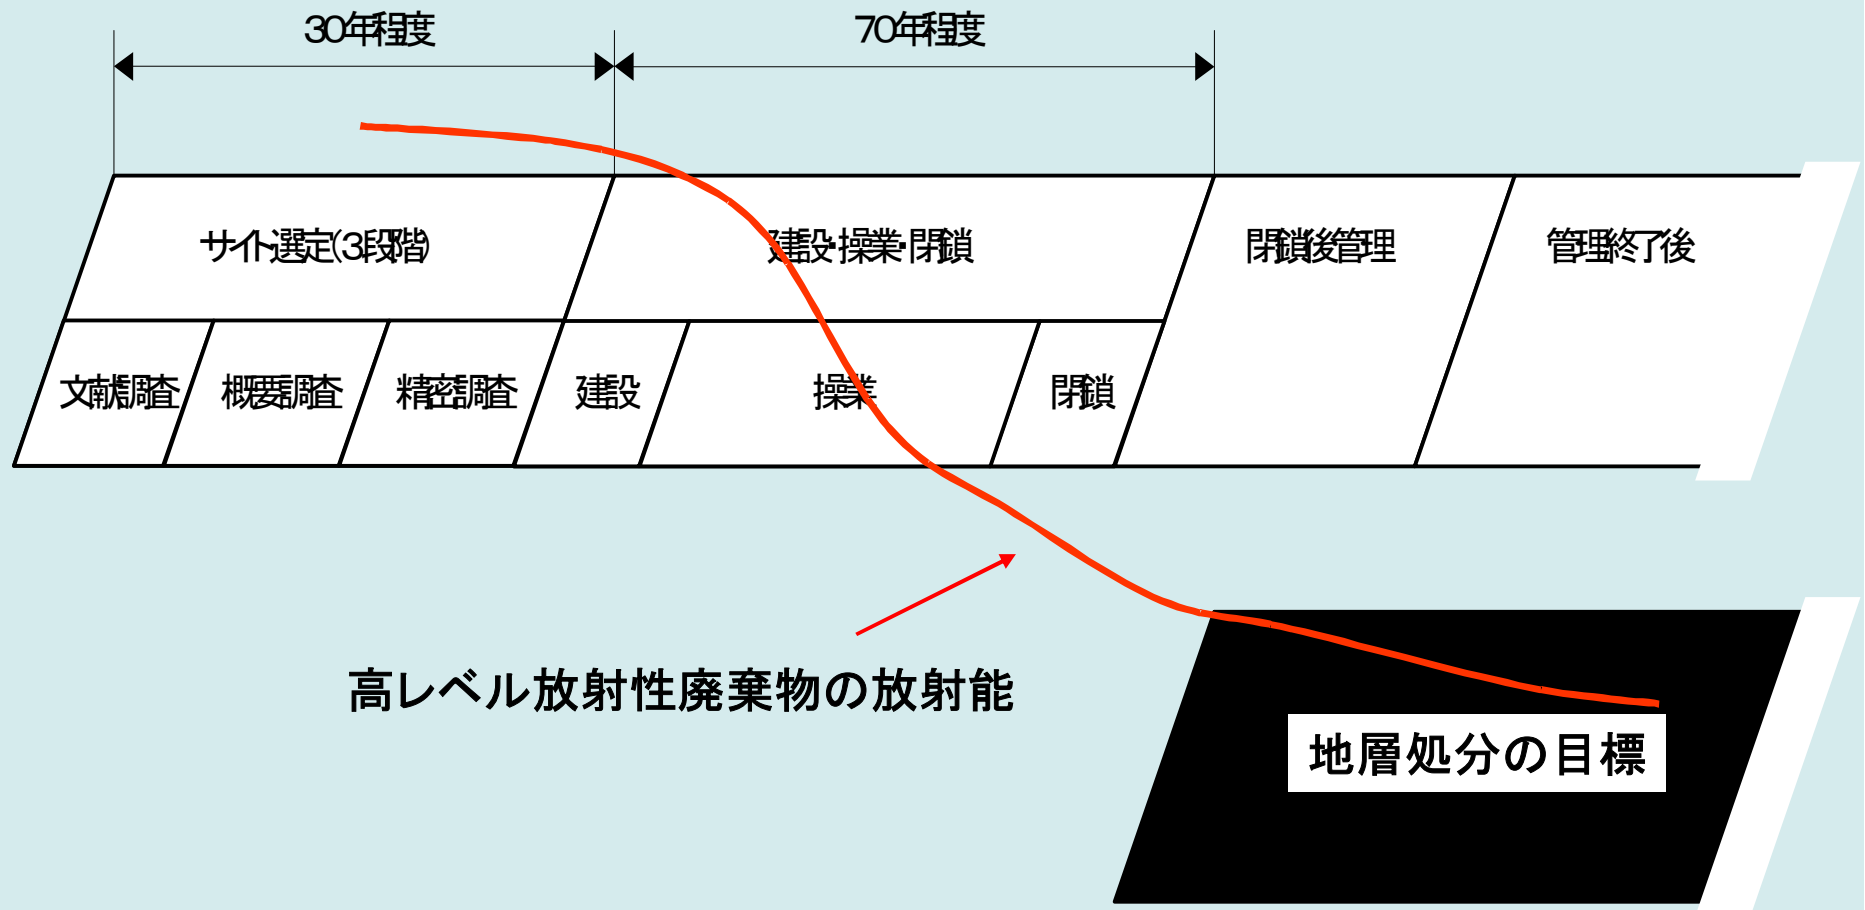 30年程度
70年程度
サイト選定(3段階)
建設・操業・閉鎖
閉鎖後管理
管理終了後
文献調査
概要調査
精密調査
建設
操業
閉鎖
高レベル放射性廃棄物の放射能
地層処分の目標